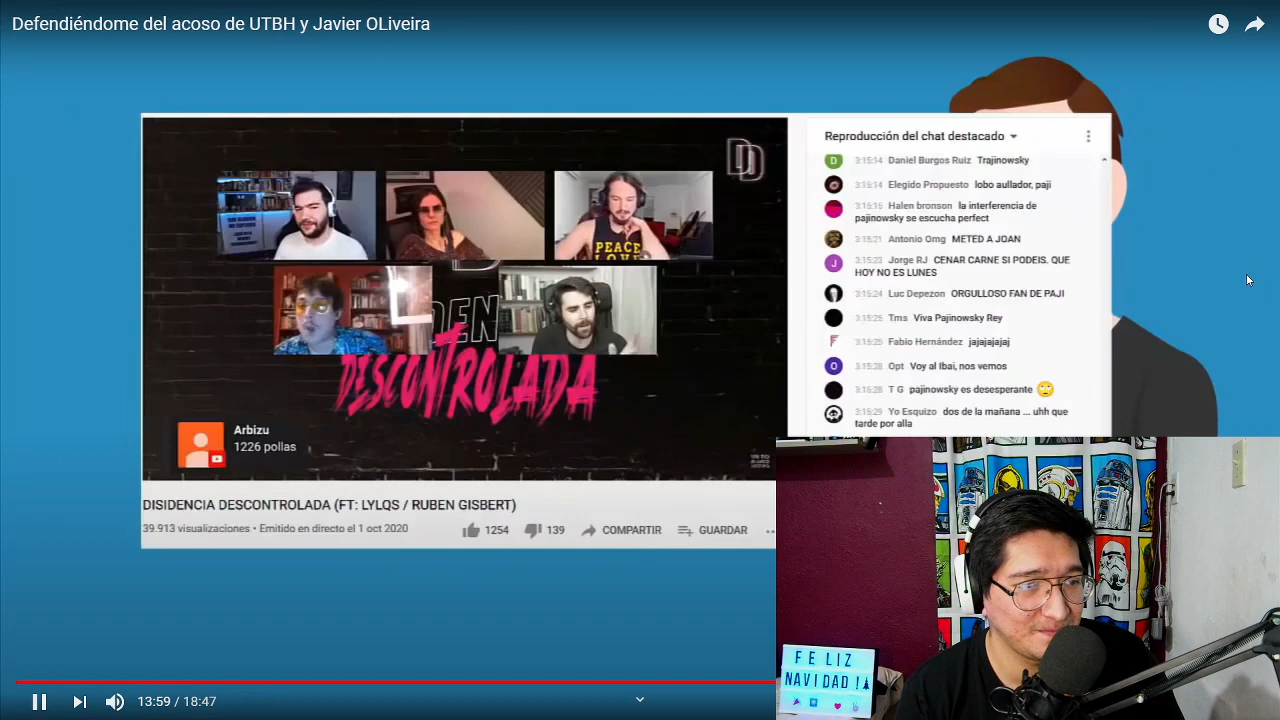 Defendiéndome del acoso de UTBH y Javier OLiveira
Reproducción del chat destacado
D 3:15:14 Daniel Burgos Ruiz Trajinowsky
3:15:14 Elegido Propuesto lobo aullador, paji
3:15:15 Halen bronson la interferencia de
pajinowsky se escucha perfect
3:15:21 Antonio Omg METED A JOAN
J 3:15:23 Jorge RJ CENAR CARNE SI PODEIS. QUE
HOY NO ES LUNES
3:15:24 Luc Depezon ORGULLOSO FAN DE PAJI
3:15:25 Tms Viva Pajinowsky Rey
F 3:15:25 Fabio Hernández jajajajajaj
O 3:15:28 Opt Voy al Ibai, nos vemos
3:15:28 T G pajinowsky es desesperante
3:15:29 Yo Esquizo dos de la mañana ... uhh que
tarde por alla
PEACE
LOVE
DEN
DESCONTROLADA
Arbizu
1226 pollas
DISIDENCIA DESCONTROLADA (FT: LYLQS / RUBEN GISBERT)
39.913 visualizaciones • Emitido en directo el 1 oct 2020
1254 139 COMPARTIR GUARDAR
FELIZ
NAVIDAD!
13:59 / 18:47